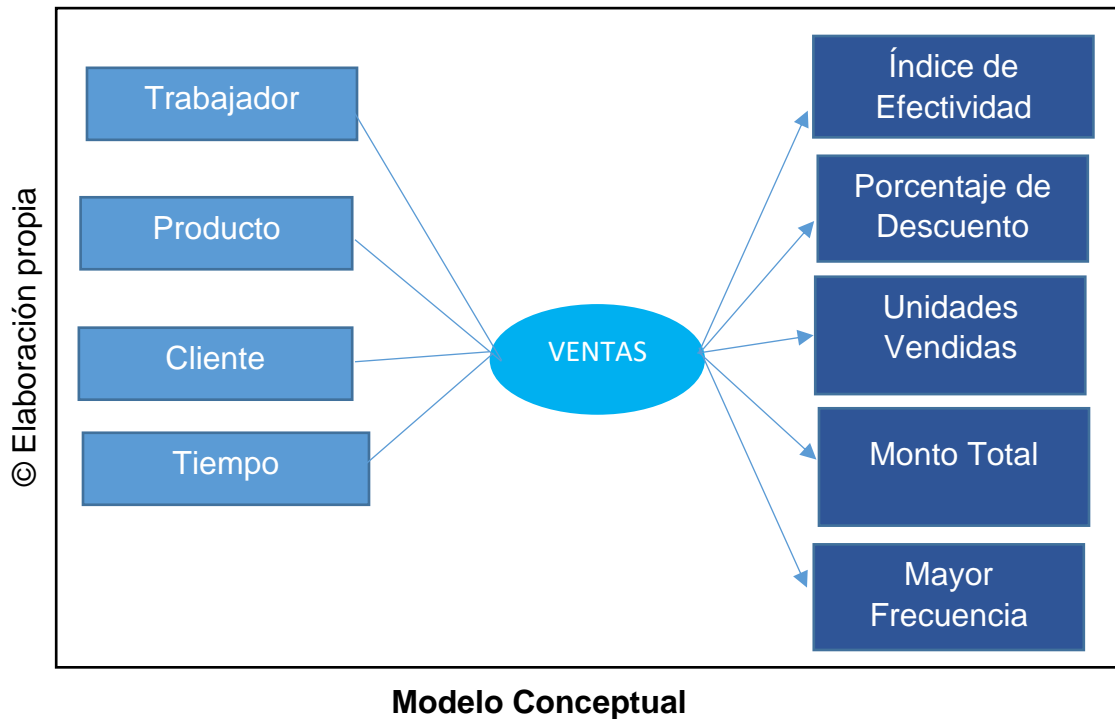 © Elaboración propia
Trabajador
Producto
Cliente
Tiempo
VENTAS
Índice de
Efectividad
Porcentaje de
Descuento
Unidades
Vendidas
Monto Total
Mayor
Frecuencia
Modelo Conceptual